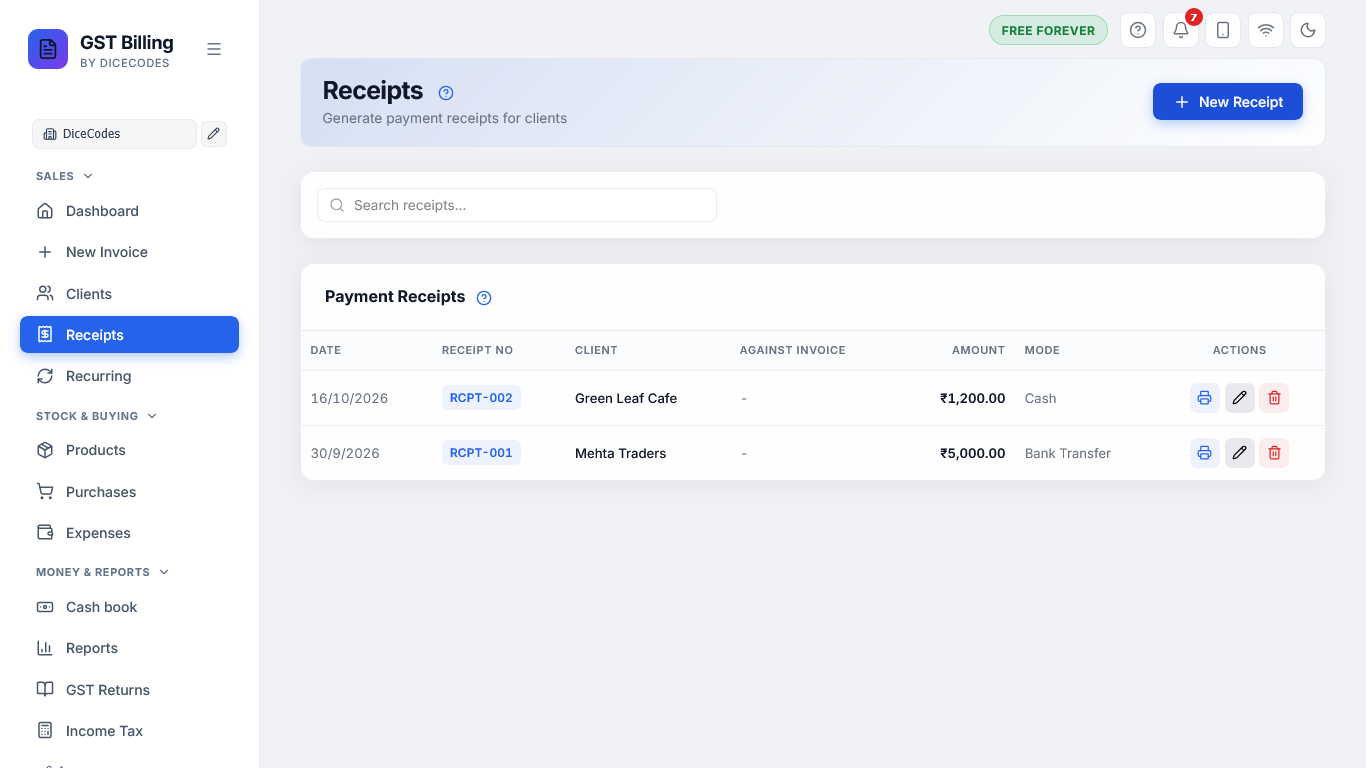 GST Billing
BY DICECODES
DiceCodes
SALES
Dashboard
New Invoice
Clients
Receipts
Recurring
STOCK & BUYING
Products
Purchases
Expenses
MONEY & REPORTS
Cash book
Reports
GST Returns
Income Tax
FREE FOREVER
7
Receipts
Generate payment receipts for clients
New Receipt
Search receipts...
Payment Receipts
DATE RECEIPT NO CLIENT AGAINST INVOICE AMOUNT MODE ACTIONS
16/10/2026 RCPT-002 Green Leaf Cafe - ₹1,200.00 Cash
30/9/2026 RCPT-001 Mehta Traders - ₹5,000.00 Bank Transfer